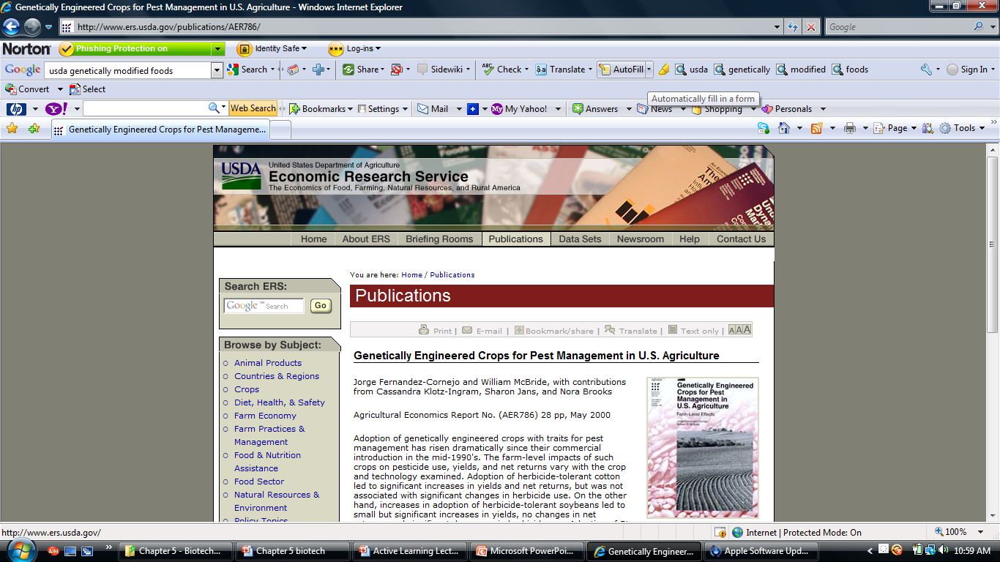 Genetically Engineered Crops for Pest Management in U.S. Agriculture - Windows Internet Explorer
http://www.ers.usda.gov/publications/AER786/
Google
Norton
Phishing Protection on
Identity Safe
Log-ins
Google
usda genetically modified foods
Search
Share
Sidewiki
ABC
Check
Translate
AutoFill
usda
genetically
modified
foods
Sign In
Convert
Select
Automatically fill in a form
hp
Y!
Web Search
Bookmarks
Settings
Mail
My Yahoo!
Answers
News
Shopping
Personals
Genetically Engineered Crops for Pest Manageme...
Page
Tools
USDA
United States Department of Agriculture
Economic Research Service
The Economics of Food, Farming, Natural Resources, and Rural America
Home
About ERS
Briefing Rooms
Publications
Data Sets
Newsroom
Help
Contact Us
You are here: Home / Publications
Search ERS:
Google™ Search
Go
Publications
Print |
E-mail |
Bookmark/share |
Translate |
Text only |
AAA
Browse by Subject:
Animal Products
Countries & Regions
Crops
Diet, Health, & Safety
Farm Economy
Farm Practices &
Management
Food & Nutrition
Assistance
Food Sector
Natural Resources &
Environment
Policy Topics
Genetically Engineered Crops for Pest Management in U.S. Agriculture
Jorge Fernandez-Cornejo and William McBride, with contributions
from Cassandra Klotz-Ingram, Sharon Jans, and Nora Brooks
Agricultural Economics Report No. (AER786) 28 pp, May 2000
Adoption of genetically engineered crops with traits for pest
management has risen dramatically since their commercial
introduction in the mid-1990's. The farm-level impacts of such
crops on pesticide use, yields, and net returns vary with the crop
and technology examined. Adoption of herbicide-tolerant cotton
led to significant increases in yields and net returns, but was not
associated with significant changes in herbicide use. On the other
hand, increases in adoption of herbicide-tolerant soybeans led to
small but significant increases in yields, no changes in net
Genetically Engineered
Crops for Pest
Management in
U.S. Agriculture
Farm-Level Effects
http://www.ers.usda.gov/
Internet | Protected Mode: On
100%
Chapter 5 - Biotech...
Chapter 5 biotech
Active Learning Lect...
Microsoft PowerPoi...
Genetically Engineer...
Apple Software Upd...
10:59 AM